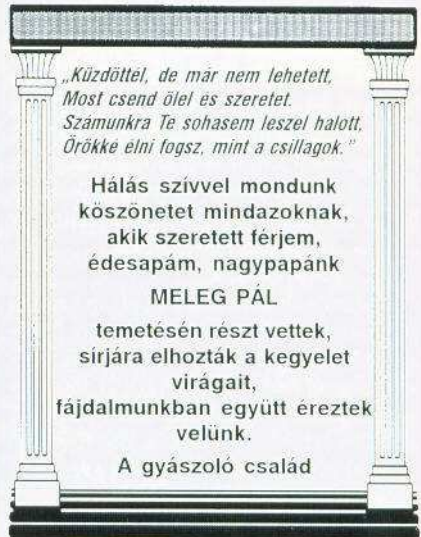 „Küzdöttél, de már nem lehetett,
Most csend ölel és szeretet.
Számunkra Te sohasem leszel halott,
Örökké élni fogsz, mint a csillagok."
Hálás szívvel mondunk
köszönetet mindazoknak,
akik szeretett férjem,
édesapám, nagypapánk
MELEG PÁL
temetésén részt vettek,
sírjára elhozták a kegyelet
virágait,
fájdalmunkban együtt éreztek
velünk.
A gyászoló család